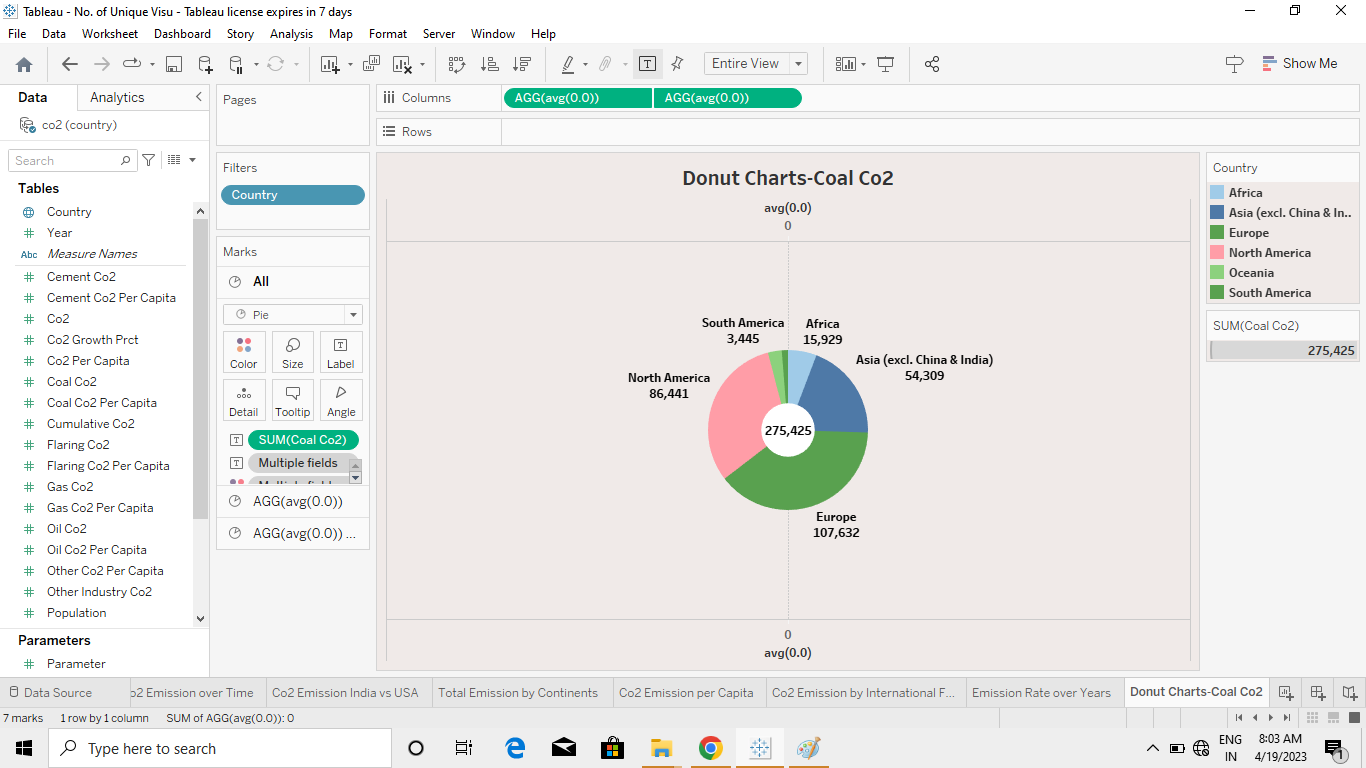 Tableau - No. of Unique Visu - Tableau license expires in 7 days
File Data Worksheet Dashboard Story Analysis Map Format Server Window Help
Entire View
Show Me
Data Analytics
co2 (country)
Search
Tables
Country
Year
Abc Measure Names
Cement Co2
Cement Co2 Per Capita
Co2
Co2 Growth Prct
Co2 Per Capita
Coal Co2
Coal Co2 Per Capita
Cumulative Co2
Flaring Co2
Flaring Co2 Per Capita
Gas Co2
Gas Co2 Per Capita
Oil Co2
Oil Co2 Per Capita
Other Co2 Per Capita
Other Industry Co2
Population
Parameters
Parameter
Pages
Filters
Country
Marks
All
Pie
Color Size Label
Detail Tooltip Angle
SUM(Coal Co2)
Multiple fields
AGG(avg(0.0))
AGG(avg(0.0)) ...
Columns AGG(avg(0.0)) AGG(avg(0.0))
Rows
Donut Charts-Coal Co2
avg(0.0)
0
South America
3,445
Africa
15,929
Asia (excl. China & India)
54,309
North America
86,441
275,425
Europe
107,632
0
avg(0.0)
Country
Africa
Asia (excl. China & In..
Europe
North America
Oceania
South America
SUM(Coal Co2)
275,425
Data Source
o2 Emission over Time
Co2 Emission India vs USA
Total Emission by Continents
Co2 Emission per Capita
Co2 Emission by International F...
Emission Rate over Years
Donut Charts-Coal Co2
7 marks 1 row by 1 column SUM of AGG(avg(0.0)): 0
Type here to search
ENG
IN
8:03 AM
4/19/2023
1